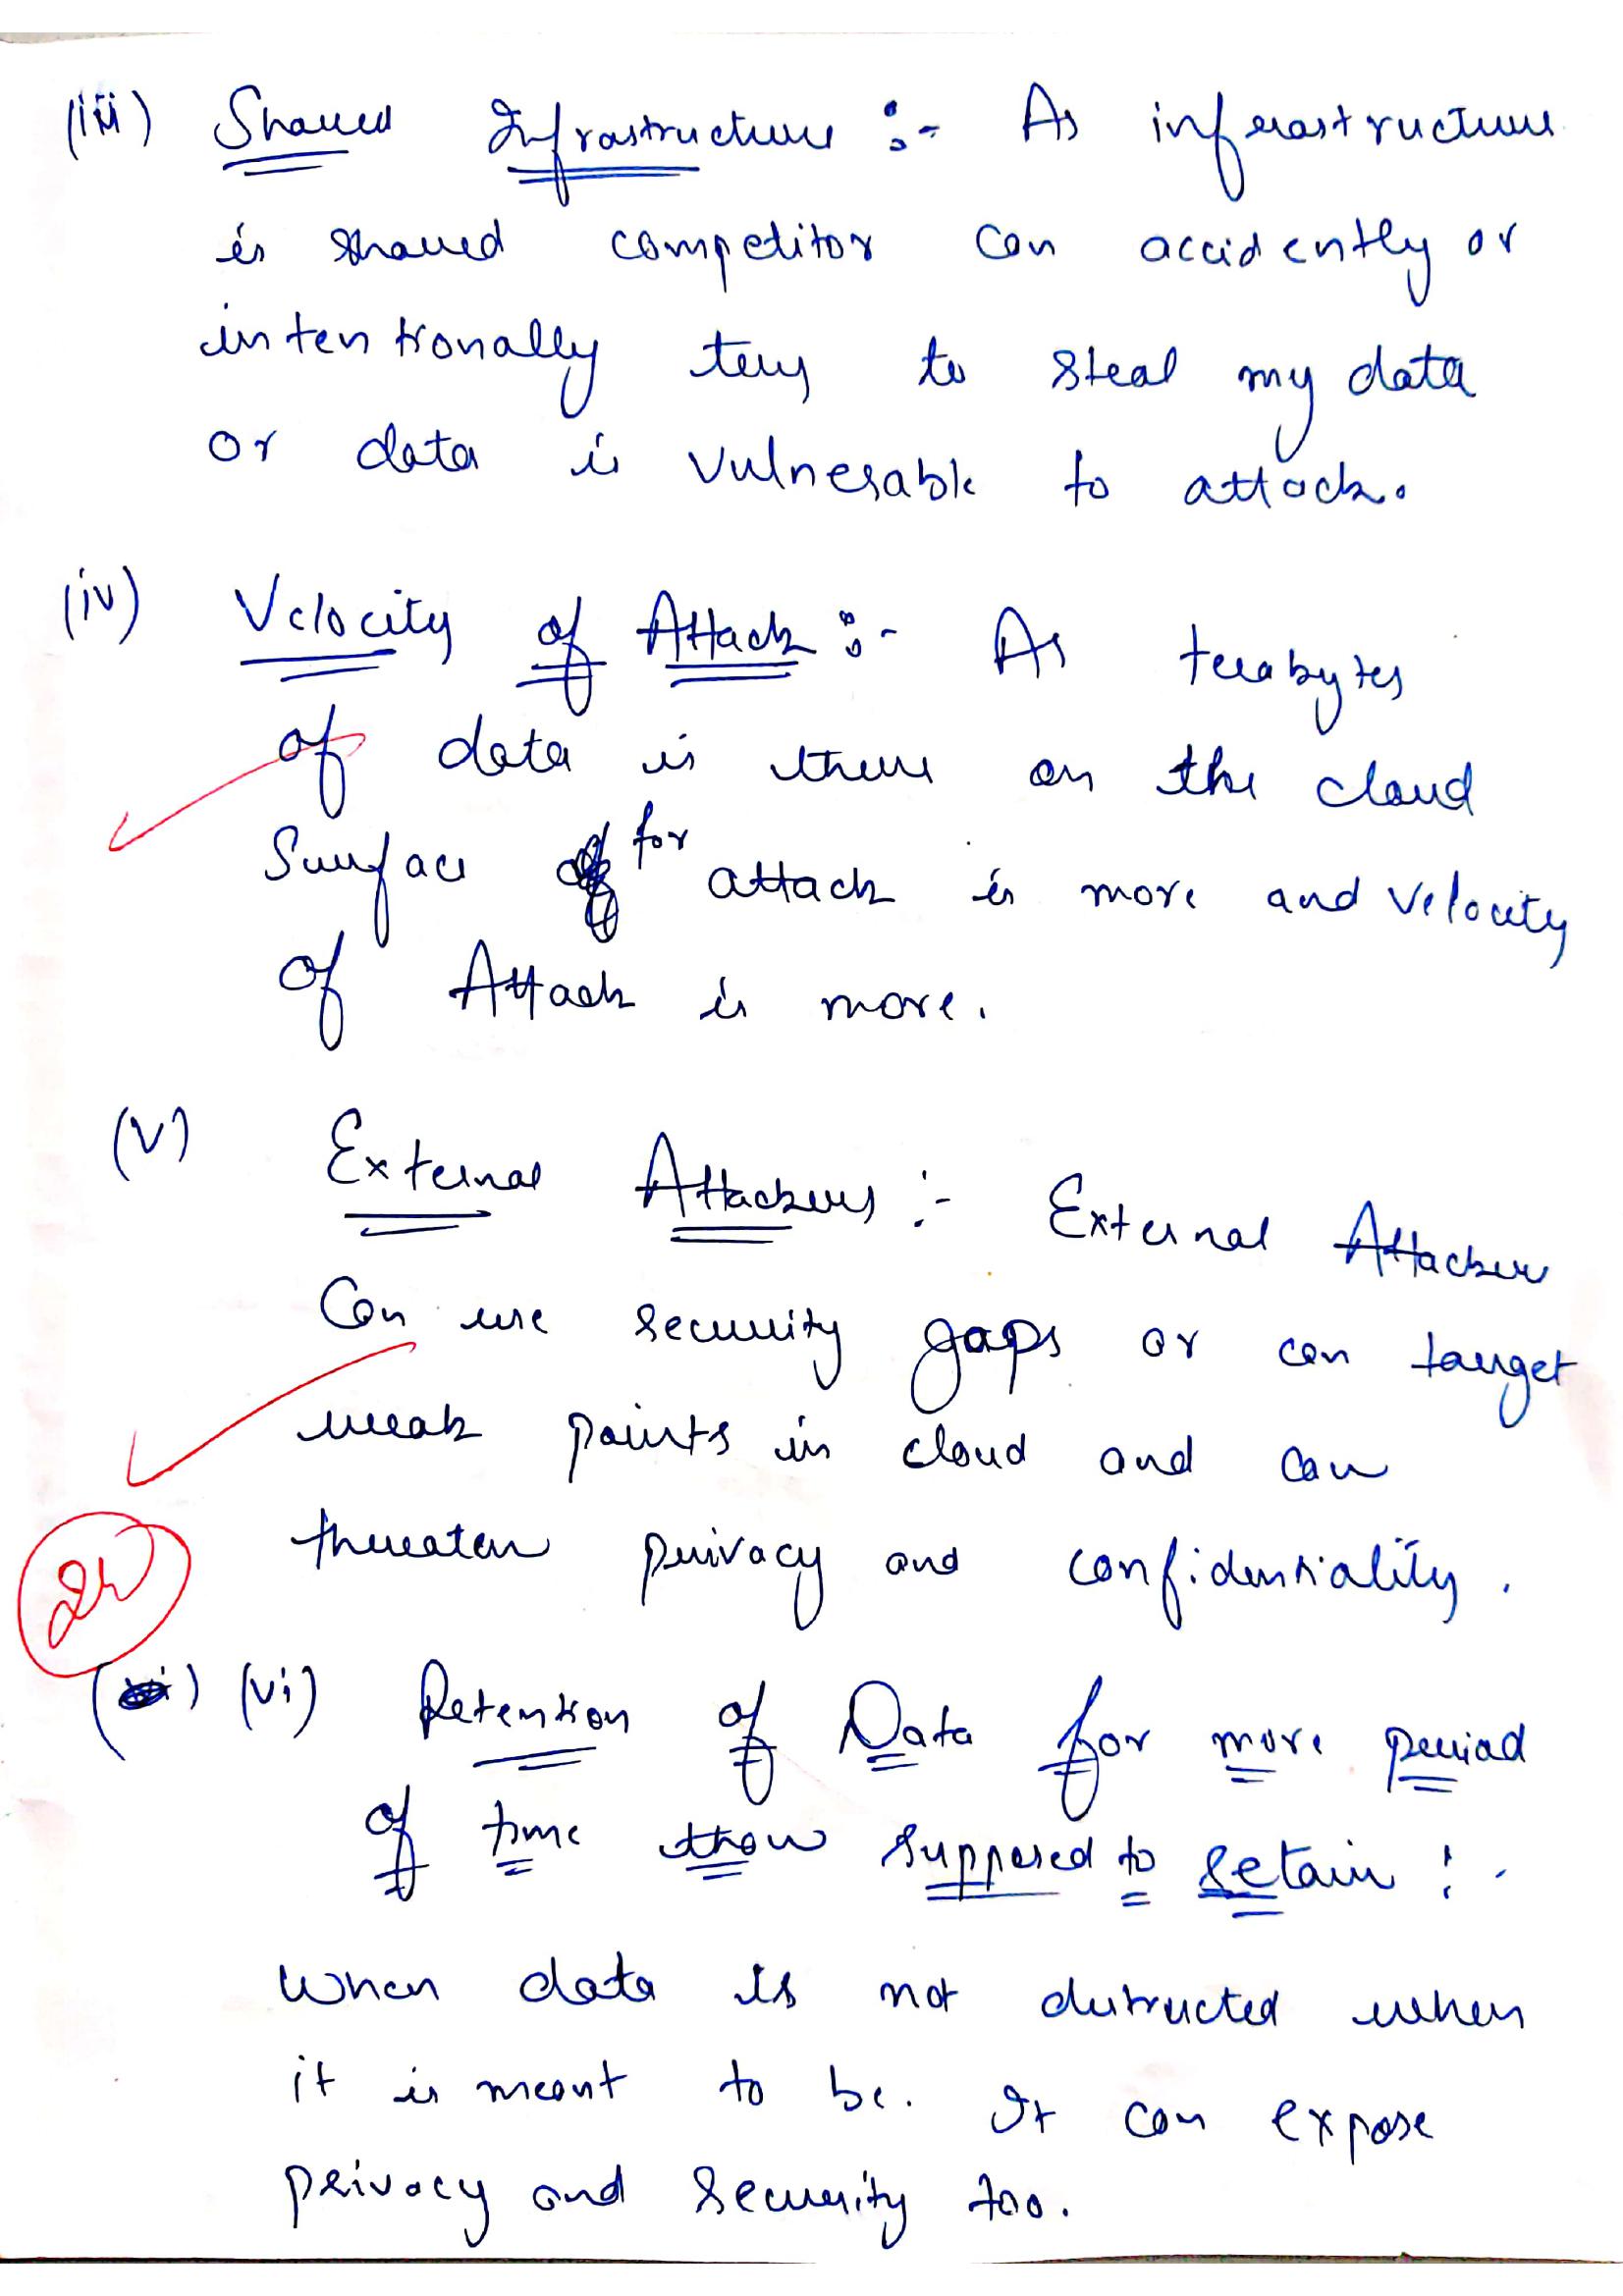 (iii) Shared Infrastructure :- As infrastructure
is shared competitor can accidently or
intentionally try to steal my data
or data is vulnerable to attack.
(iv) Velocity of Attack :- As terabytes
of data is there on the cloud
Surface for attack is more and velocity
of Attack is more.
(v) External Attackers :- External Attacker
Can use security gaps or can target
weak points in cloud and can
threaten privacy and confidentiality.
(vi) Retention of Data for more period
of time than supposed to retain :-
When data is not distructed when
it is meant to be. It can expose
privacy and security too.